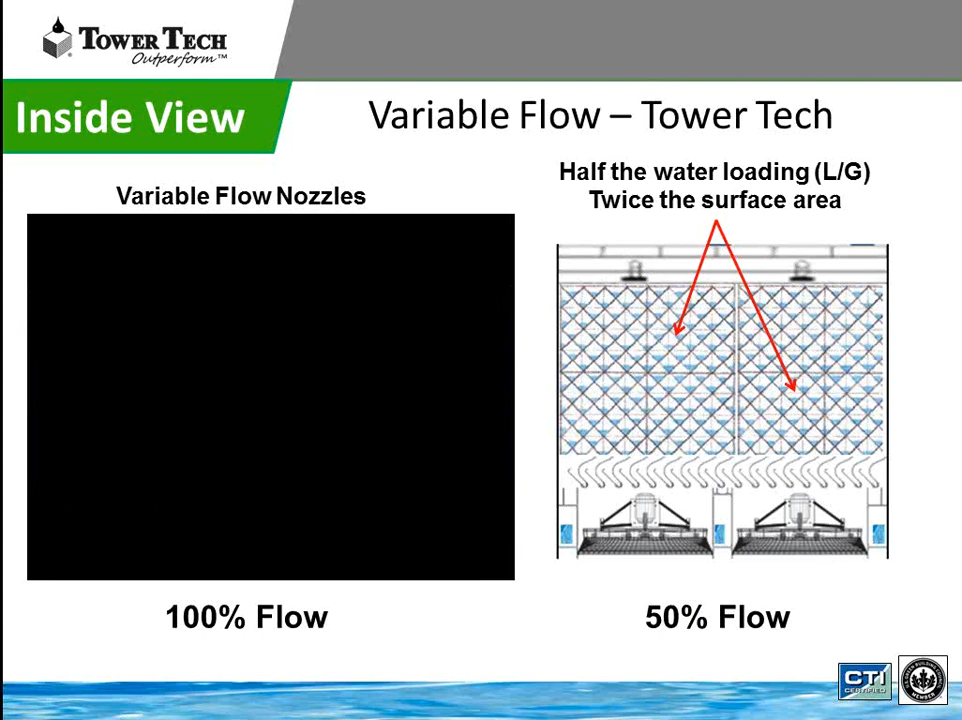 TOWER TECH
Outperform™
Inside View
Variable Flow – Tower Tech
Variable Flow Nozzles
Half the water loading (L/G)
Twice the surface area
100% Flow
50% Flow
CTI
CERTIFIED
MEMBER